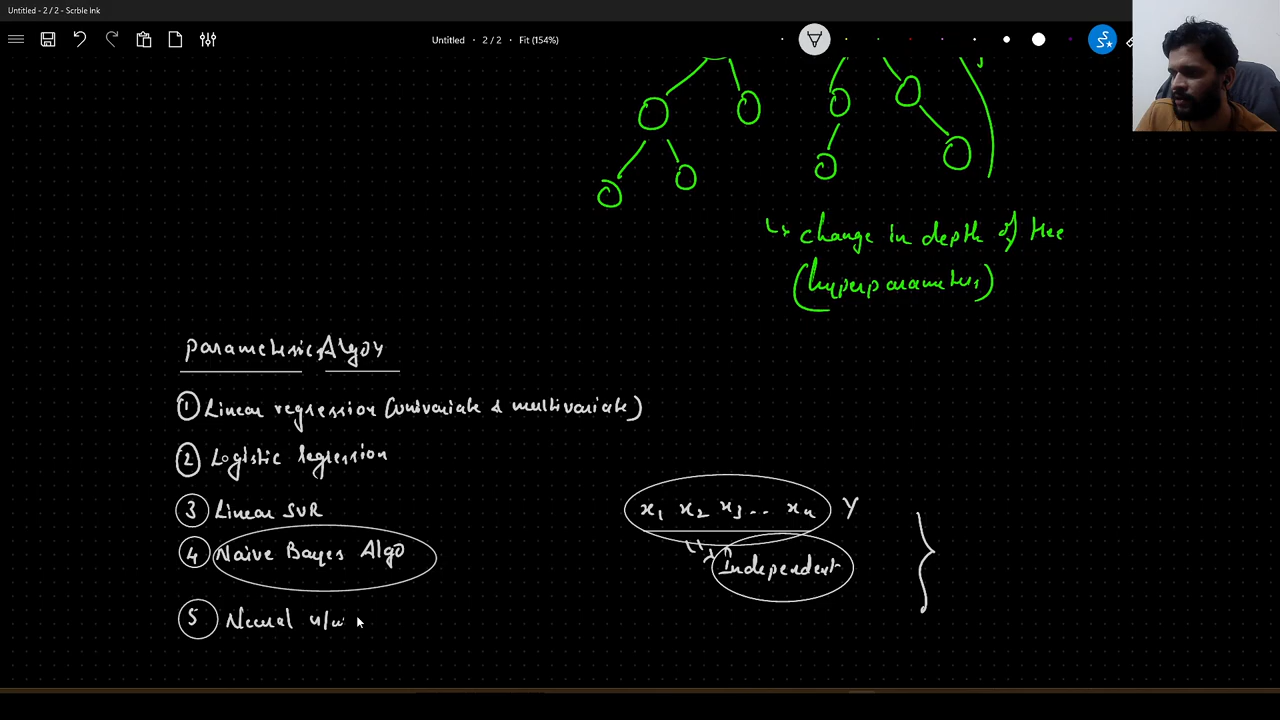 Untitled - 2 / 2 - Scrble Ink
Untitled • 2 / 2 • Fit (154%)
↳ change in depth of tree
(hyperparameters)
Parametric Algo
① Linear regression (univariate & multivariate)
② Logistic regression
③ Linear SVR
x1 x2 x3 .. xn Y
④ Naive Bayes Algo
Independent
⑤ Neural n/w